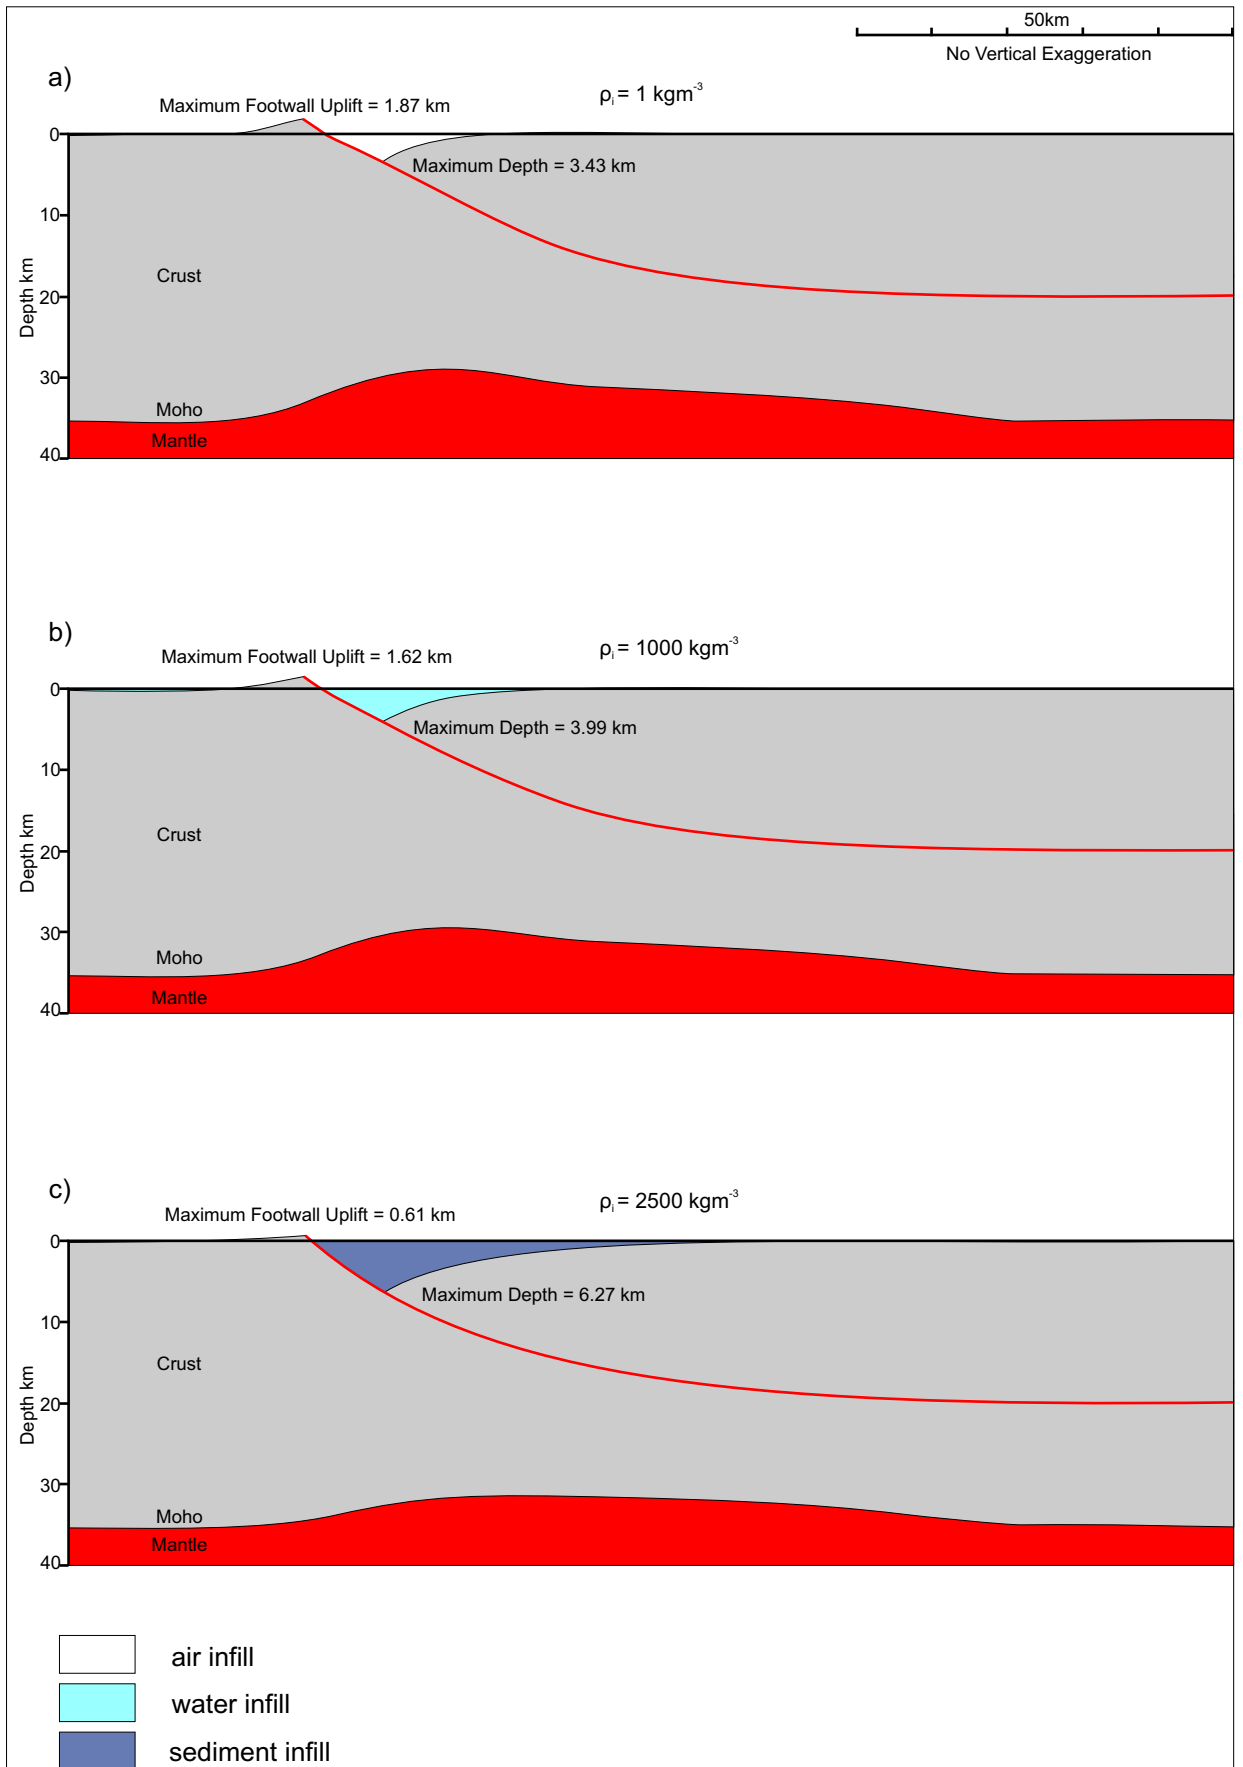 50km
No Vertical Exaggeration
a)
ρi = 1 kgm-3
Maximum Footwall Uplift = 1.87 km
0
Maximum Depth = 3.43 km
10
Crust
Depth km
20
30
Moho
Mantle
40
b)
ρi = 1000 kgm-3
Maximum Footwall Uplift = 1.62 km
0
Maximum Depth = 3.99 km
10
Crust
Depth km
20
30
Moho
Mantle
40
c)
ρi = 2500 kgm-3
Maximum Footwall Uplift = 0.61 km
0
Maximum Depth = 6.27 km
10
Crust
Depth km
20
30
Moho
Mantle
40
air infill
water infill
sediment infill